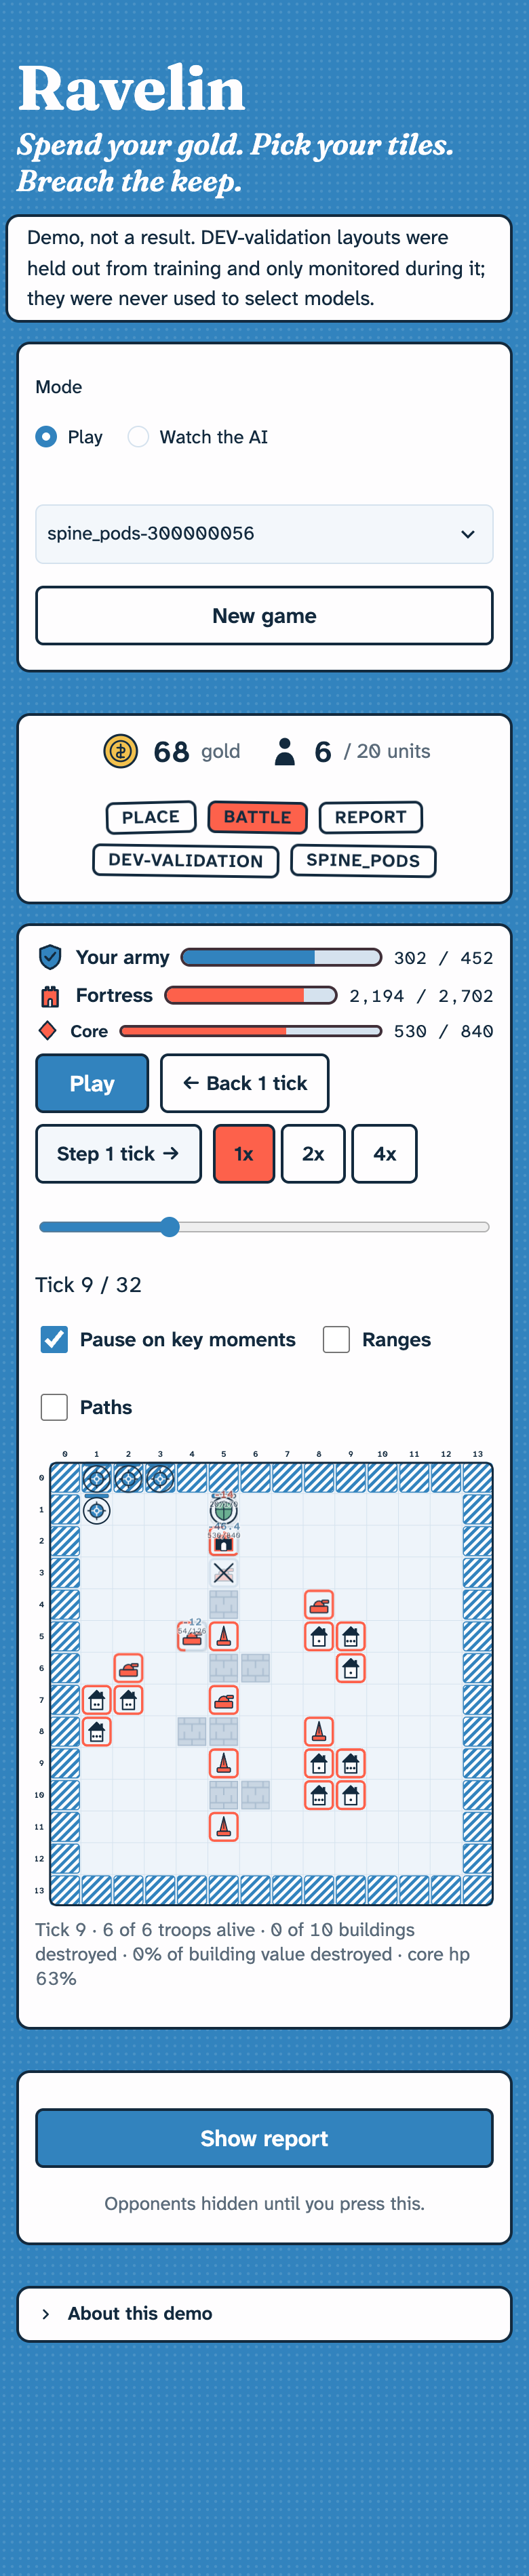 Ravelin
Spend your gold. Pick your tiles.
Breach the keep.
Demo, not a result. DEV-validation layouts were
held out from training and only monitored during it;
they were never used to select models.
Mode
Play Watch the AI
spine_pods-300000056
New game
68 gold 6 / 20 units
PLACE BATTLE REPORT
DEV-VALIDATION SPINE_PODS
Your army 302 / 452
Fortress 2,194 / 2,702
Core 530 / 840
Play ← Back 1 tick
Step 1 tick → 1x 2x 4x
Tick 9 / 32
Pause on key moments Ranges
Paths
0 1 2 3 4 5 6 7 8 9 10 11 12 13
0
1
2
3
4
5
6
7
8
9
10
11
12
13
-46.4
530/840
-12
Tick 9 · 6 of 6 troops alive · 0 of 10 buildings
destroyed · 0% of building value destroyed · core hp
63%
Show report
Opponents hidden until you press this.
About this demo